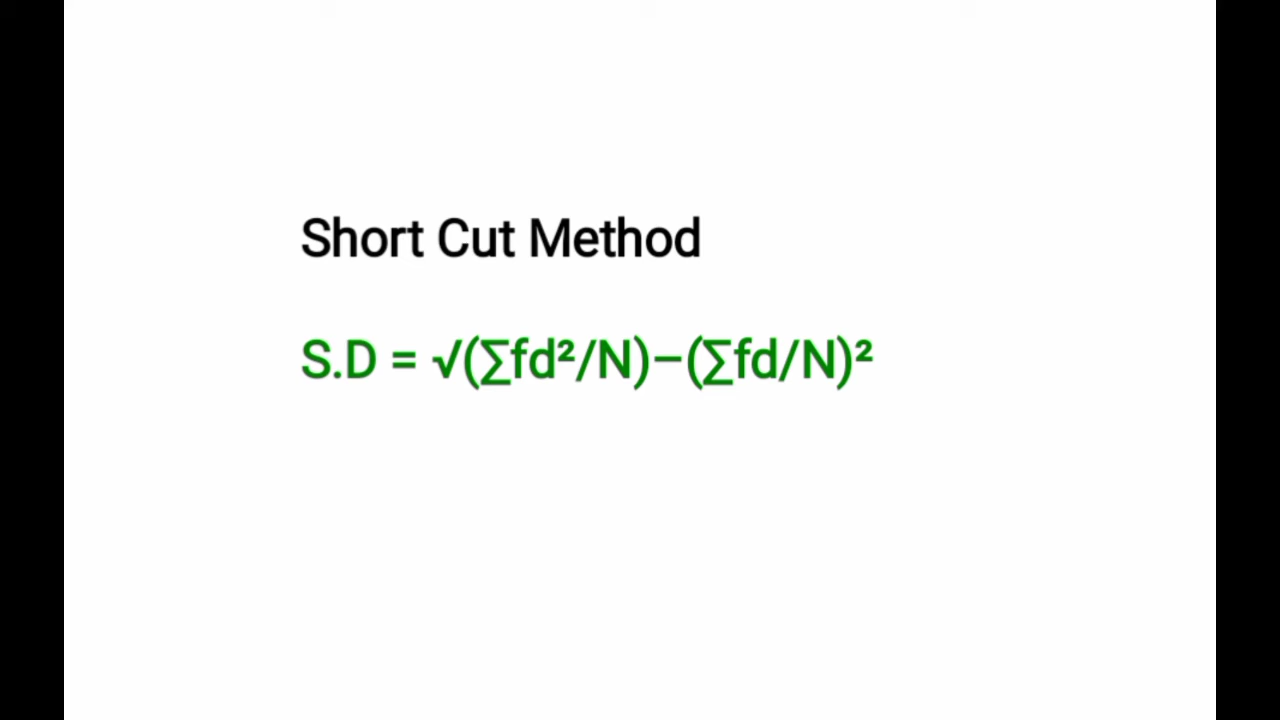 Short Cut Method
S.D = √(∑fd²/N)−(∑fd/N)²